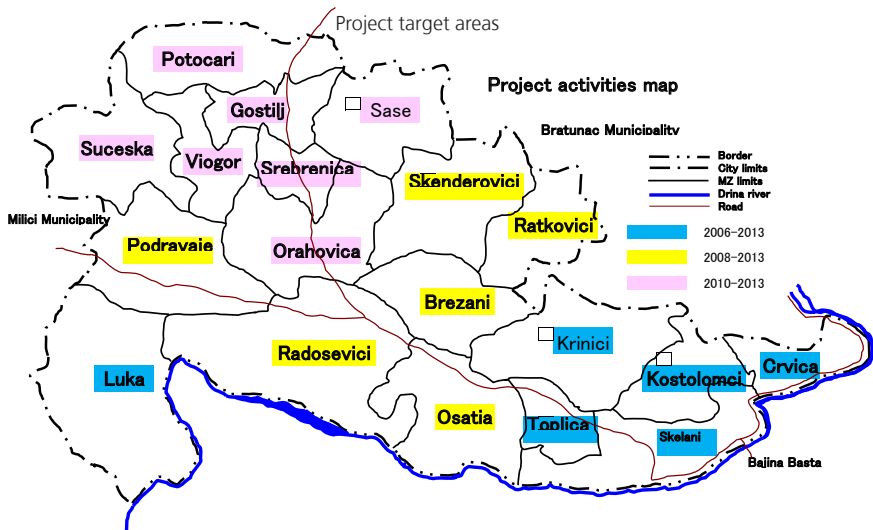 Project target areas
Potocari
Project activities map
Gostilj
Sase
Bratunac Municipality
Suceska
Viogor
Srebrenica
Border
City limits
MZ limits
Drina river
Road
Skenderovici
Milici Municipality
Ratkovici
2006-2013
Podravaie
Orahovica
2008-2013
2010-2013
Brezani
Krinici
Radosevici
Luka
Kostolomci
Crvica
Osatia
Toplica
Skelani
Bajina Basta